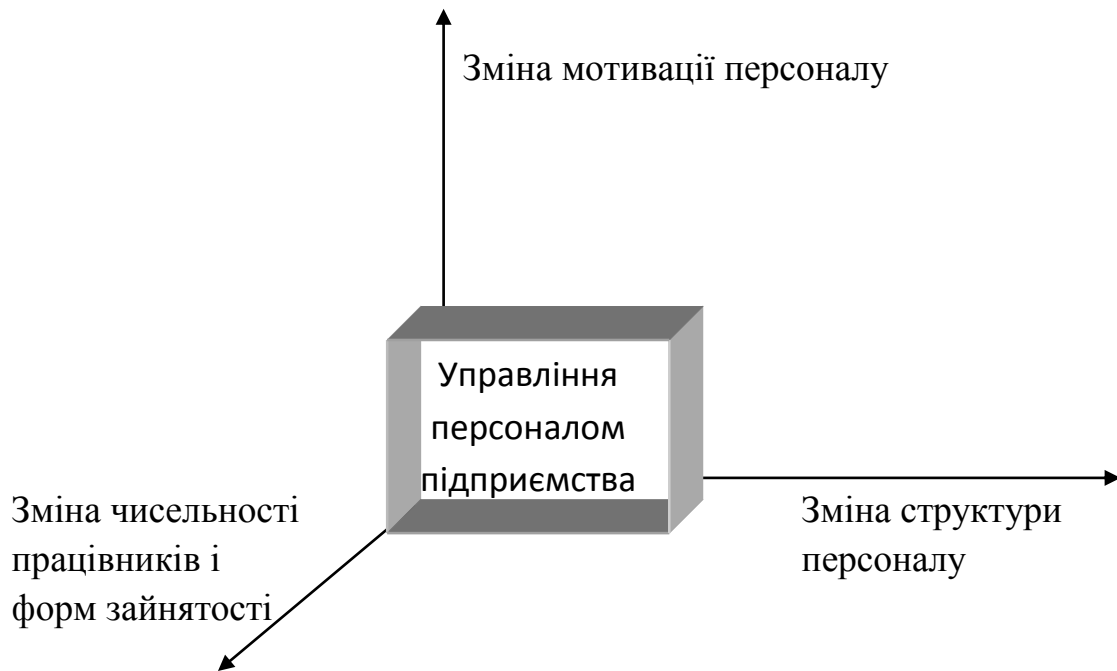 Зміна мотивації персоналу
Управління
персоналом
підприємства
Зміна чисельності
працівників і
форм зайнятості
Зміна структури
персоналу